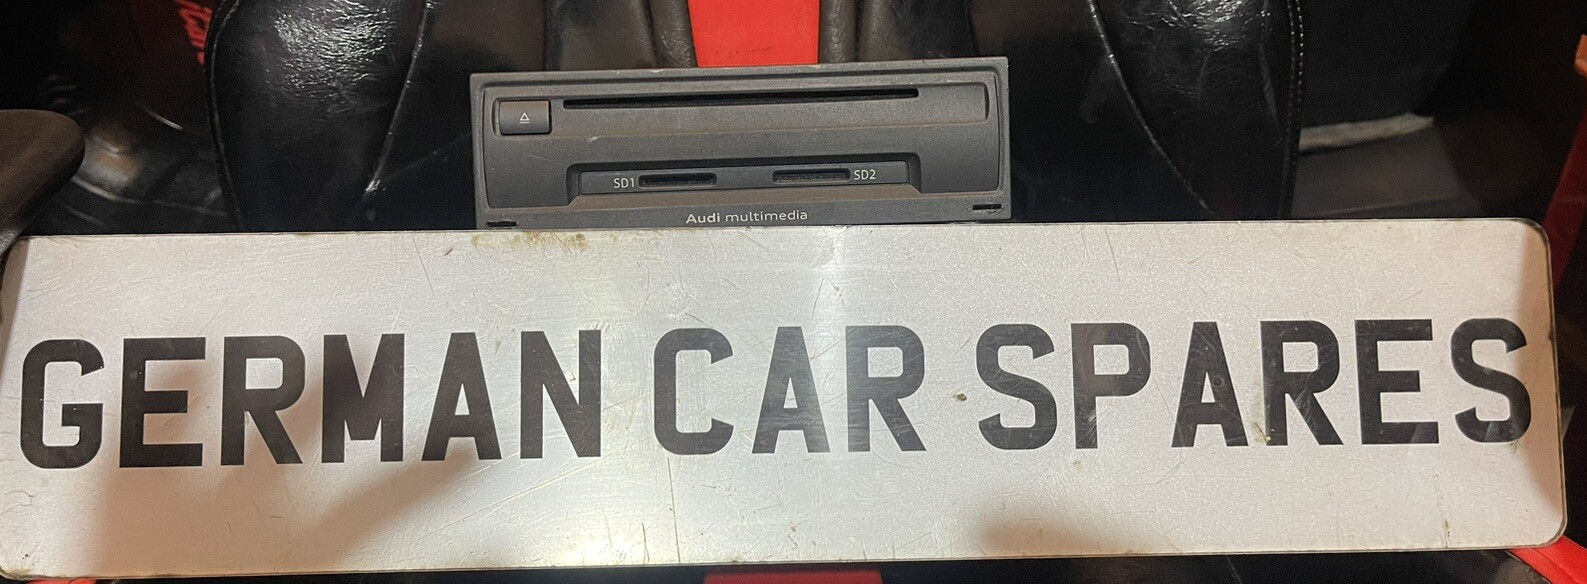 SD1 SD2
Audi multimedia
GERMAN CAR SPARES